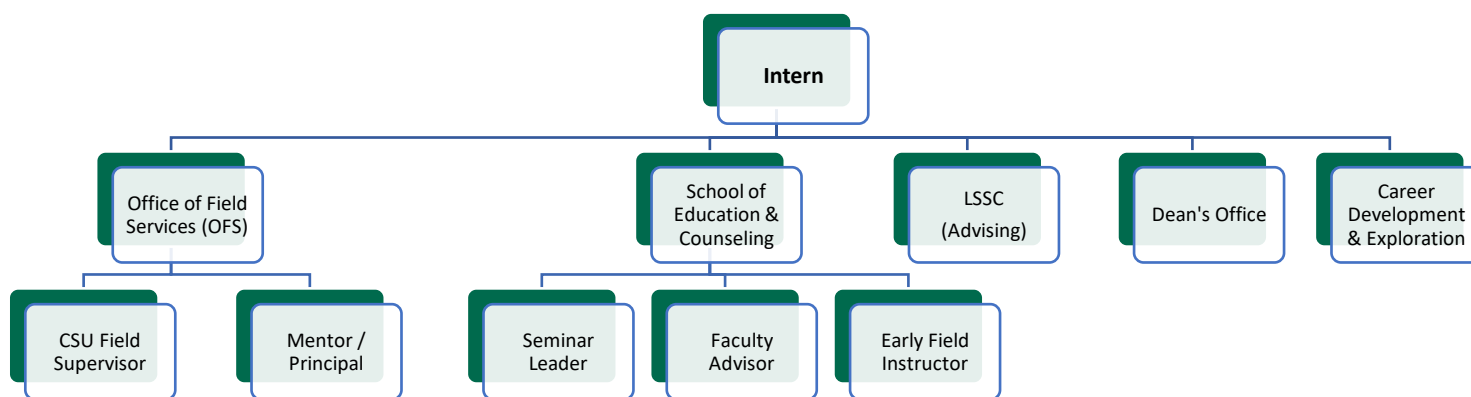 Intern
Office of Field
Services (OFS)
School of
Education &
Counseling
LSSC
(Advising)
Dean's Office
Career
Development
& Exploration
CSU Field
Supervisor
Mentor /
Principal
Seminar
Leader
Faculty
Advisor
Early Field
Instructor